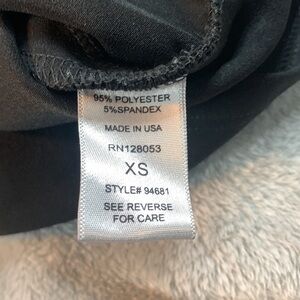 95% POLYESTER
5%SPANDEX
MADE IN USA
RN128053
XS
STYLE# 94681
SEE REVERSE
FOR CARE